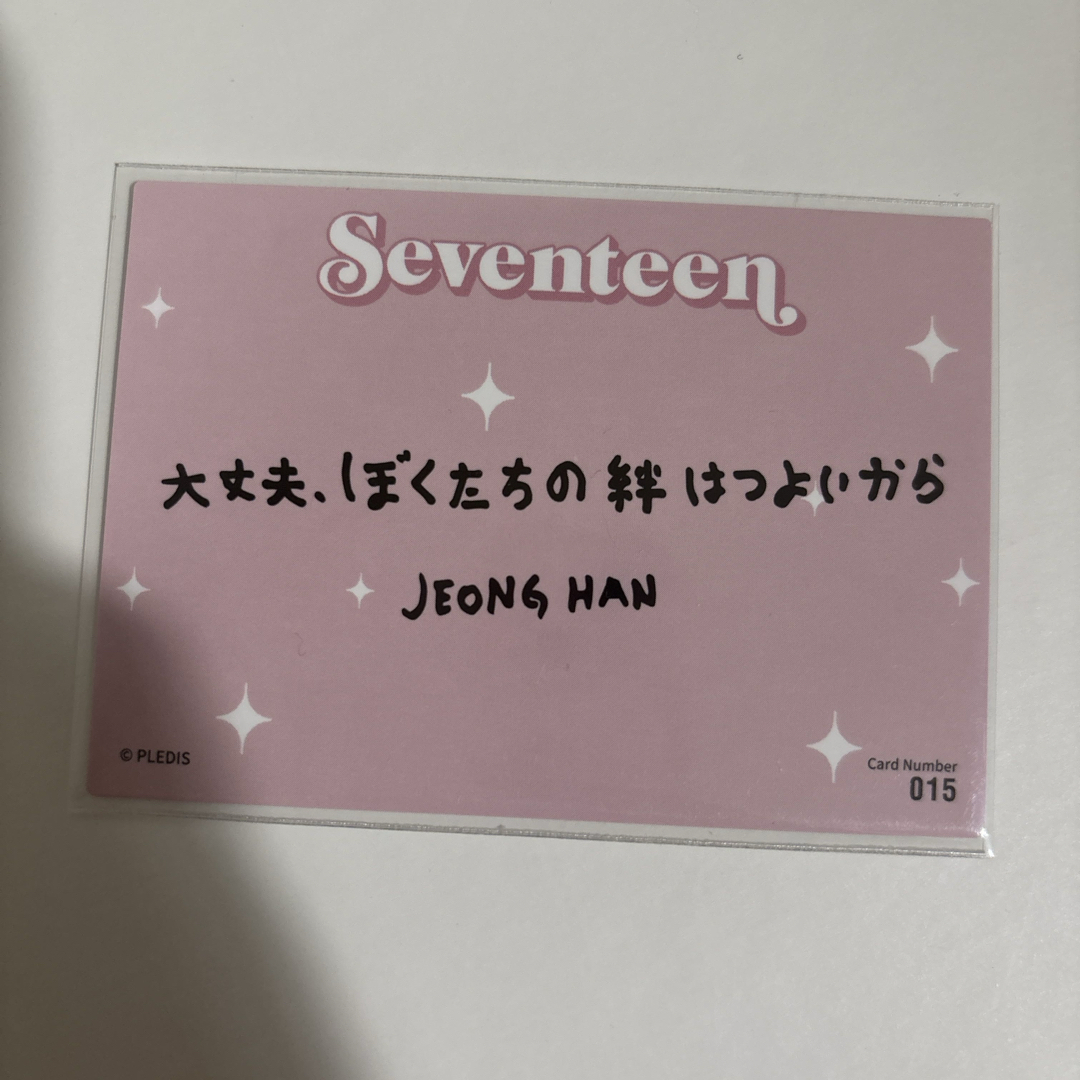 Seventeen
大丈夫、ぼくたちの絆はつよいから
JEONG HAN
© PLEDIS
Card Number
015